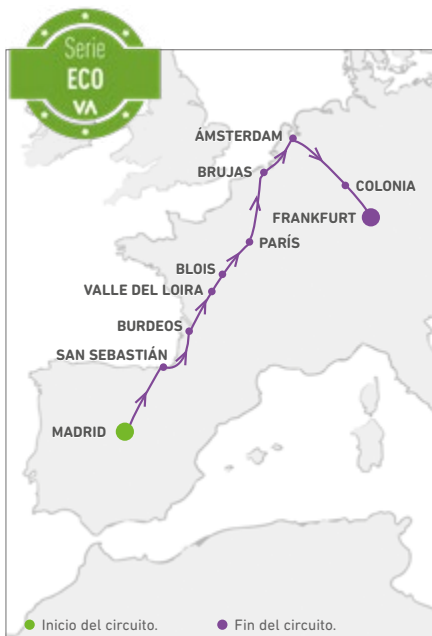 Serie
ECO
VA
ÁMSTERDAM
BRUJAS
COLONIA
FRANKFURT
PARÍS
BLOIS
VALLE DEL LOIRA
BURDEOS
SAN SEBASTIÁN
MADRID
Inicio del circuito.
Fin del circuito.